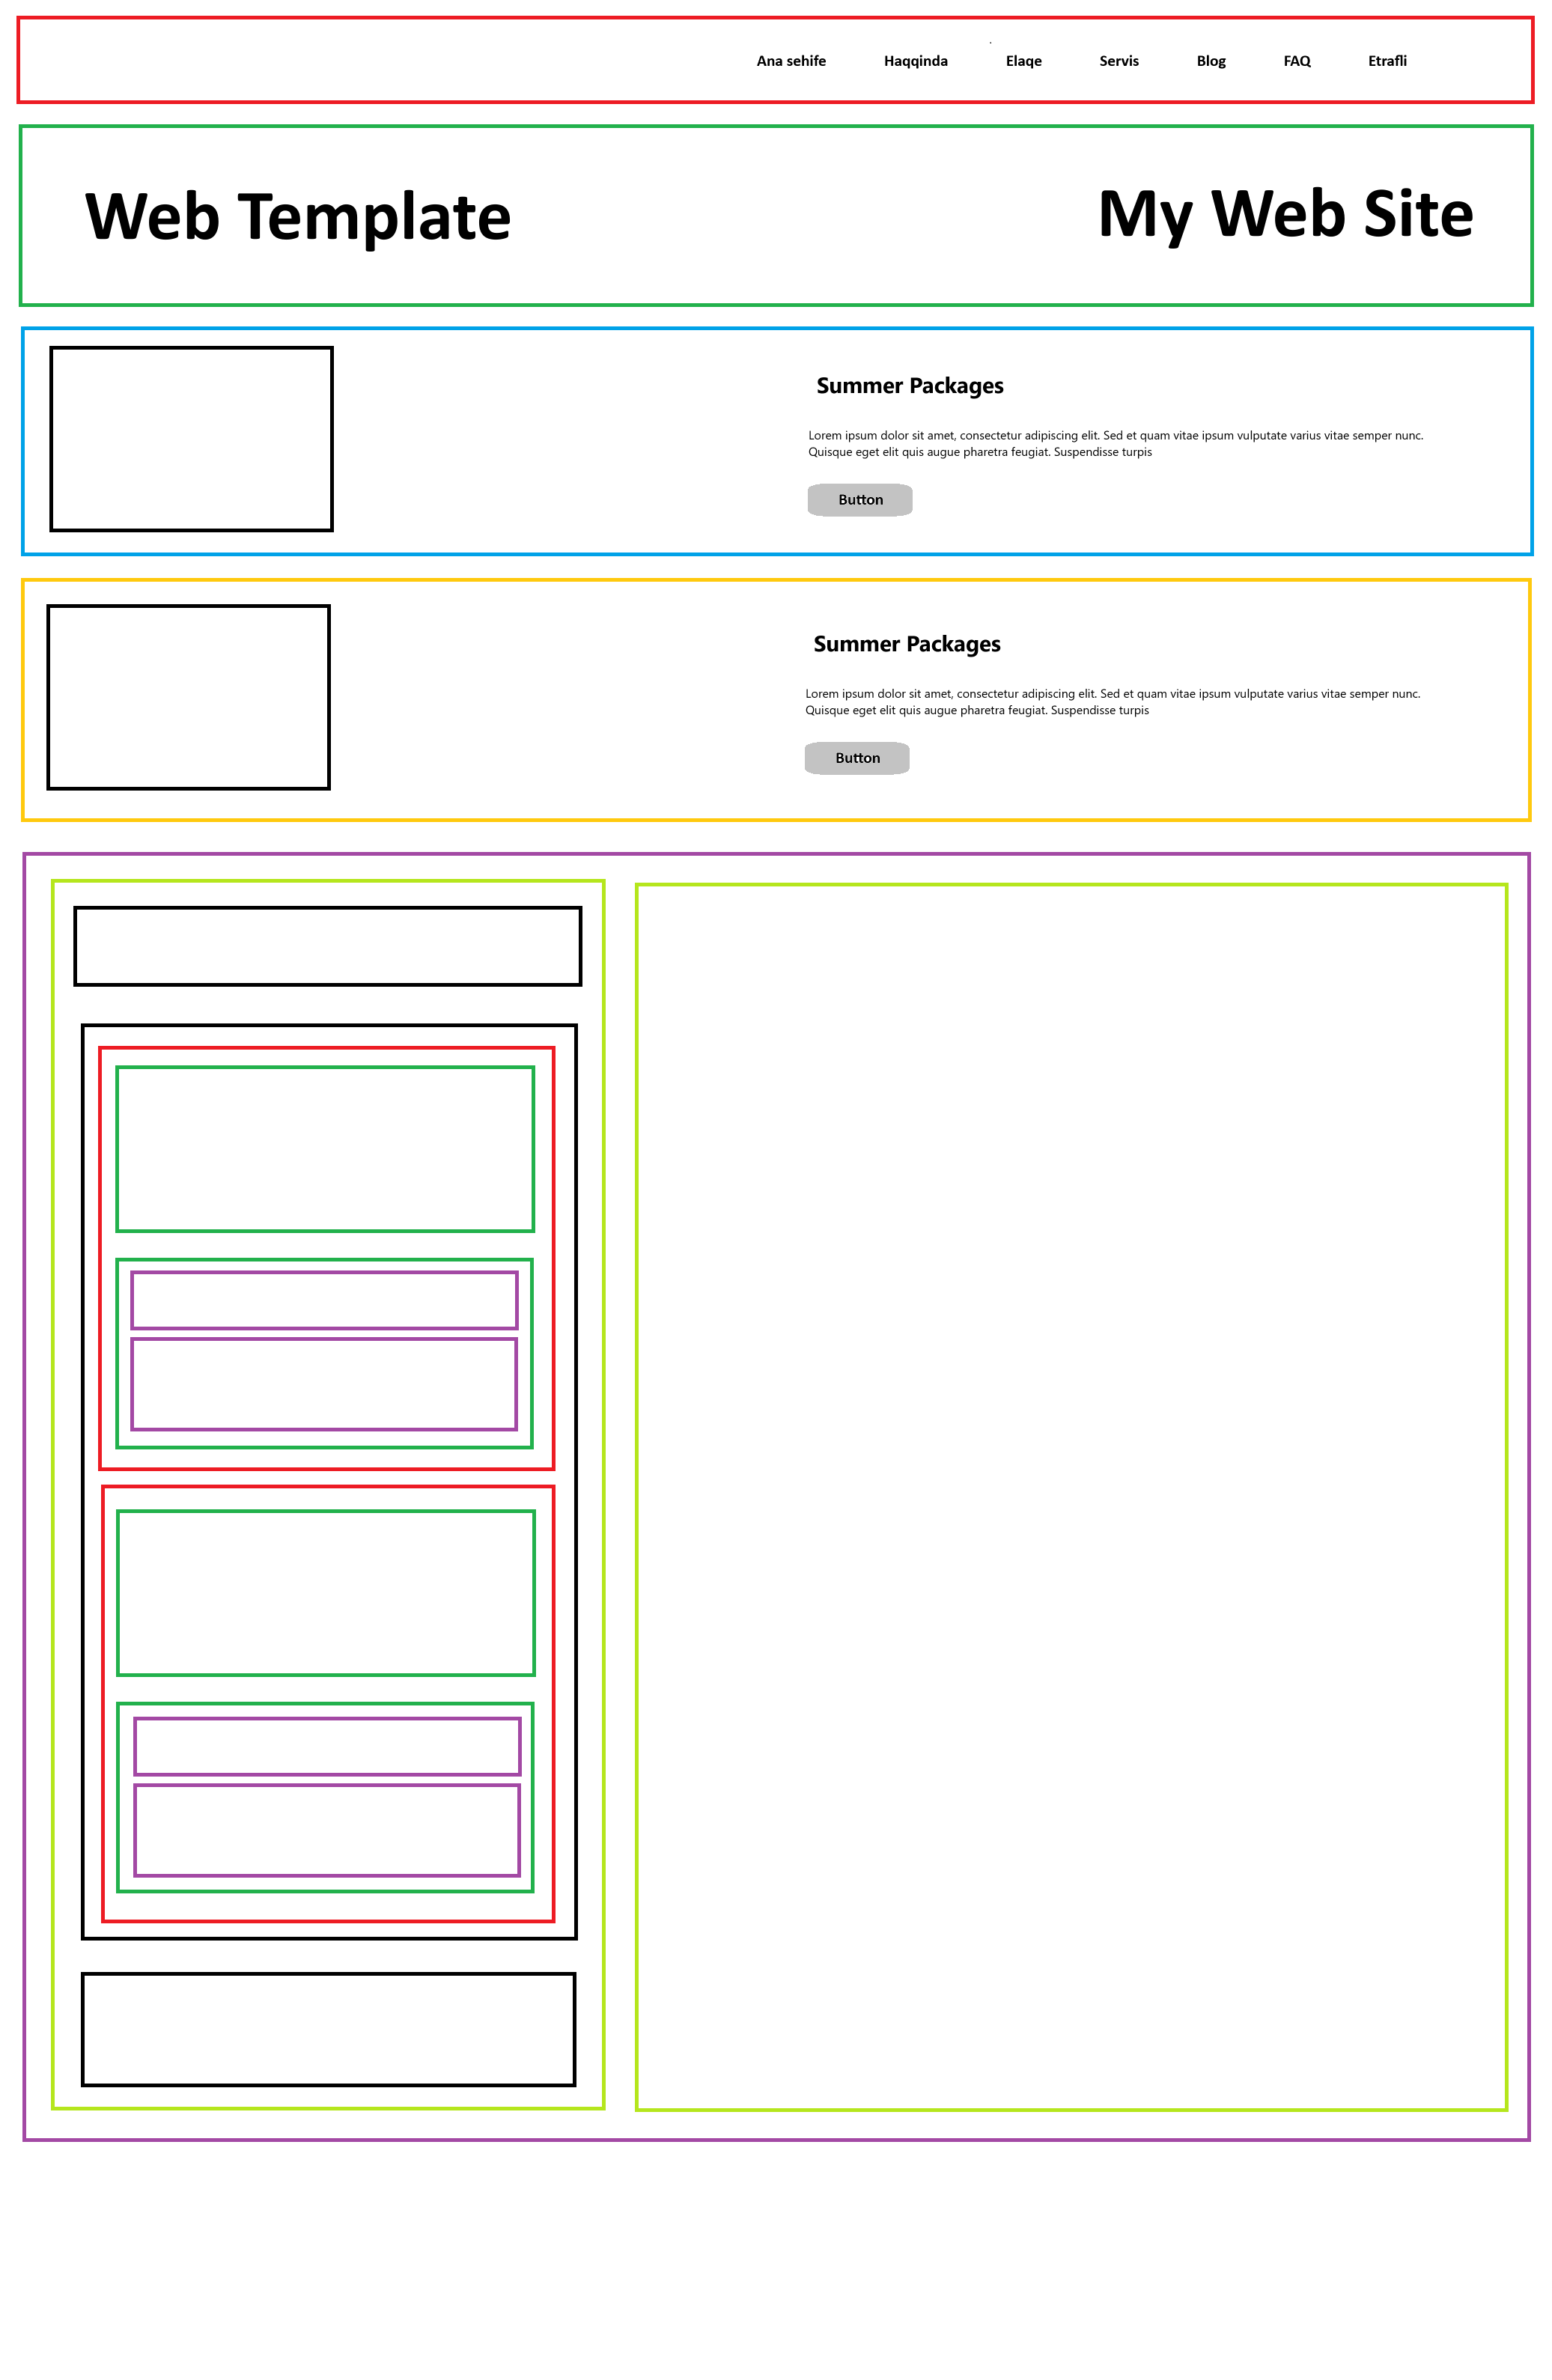 Ana sehife Haqqinda Elaqe Servis Blog FAQ Etrafli
Web Template My Web Site
Summer Packages
Lorem ipsum dolor sit amet, consectetur adipiscing elit. Sed et quam vitae ipsum vulputate varius vitae semper nunc.
Quisque eget elit quis augue pharetra feugiat. Suspendisse turpis
Button
Summer Packages
Lorem ipsum dolor sit amet, consectetur adipiscing elit. Sed et quam vitae ipsum vulputate varius vitae semper nunc.
Quisque eget elit quis augue pharetra feugiat. Suspendisse turpis
Button